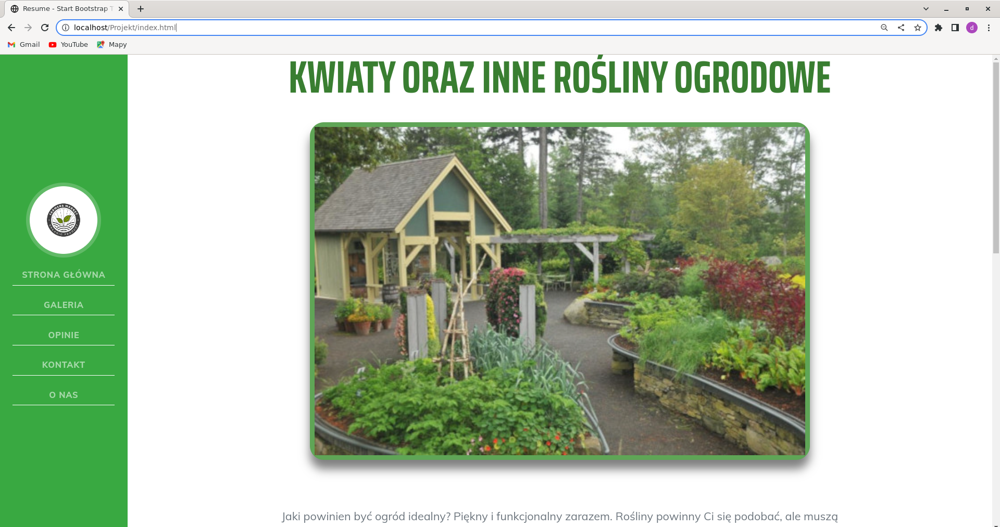 Resume - Start Bootstrap T
localhost/Projekt/index.html
d
Gmail
YouTube
Mapy
KWIATY ORAZ INNE ROŚLINY OGRODOWE
FARMERS MARKET
ORGANIC PRODUCT
STRONA GŁÓWNA
GALERIA
OPINIE
KONTAKT
O NAS
Jaki powinien być ogród idealny? Piękny i funkcjonalny zarazem. Rośliny powinny Ci się podobać, ale muszą